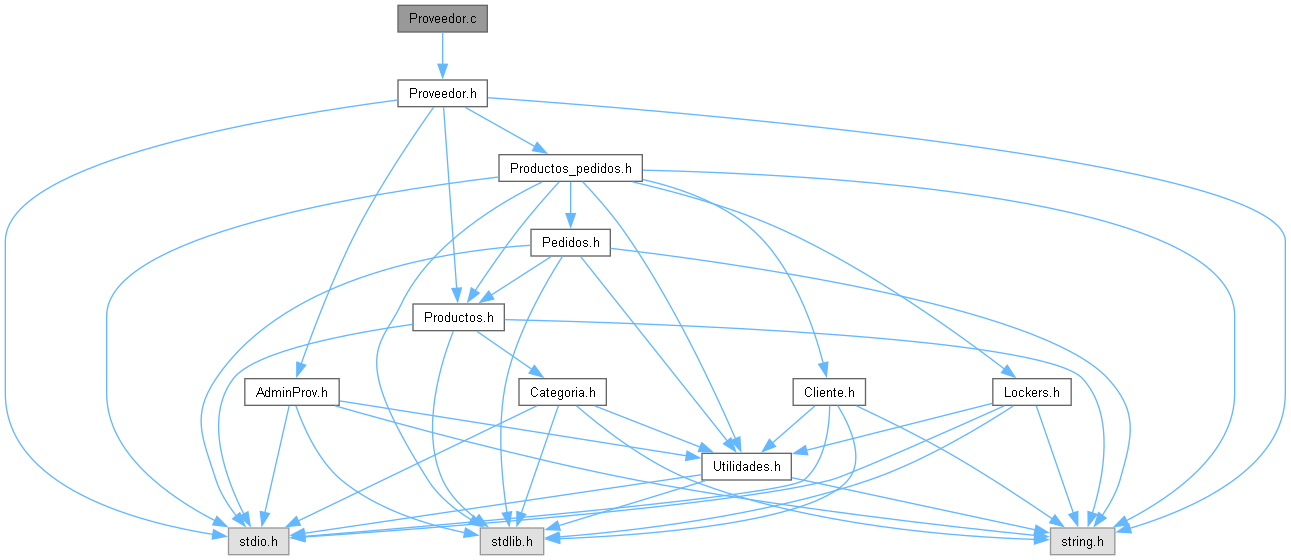 Proveedor.c
Proveedor.h
Productos_pedidos.h
Pedidos.h
Productos.h
AdminProv.h
Categoria.h
Cliente.h
Lockers.h
Utilidades.h
stdio.h
stdlib.h
string.h